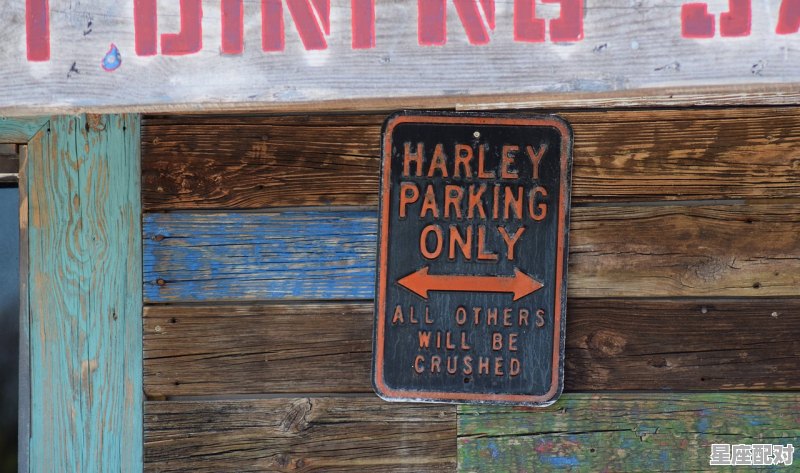 HARLEY
PARKING
ONLY
ALL OTHERS
WILL BE
CRUSHED
星座配对